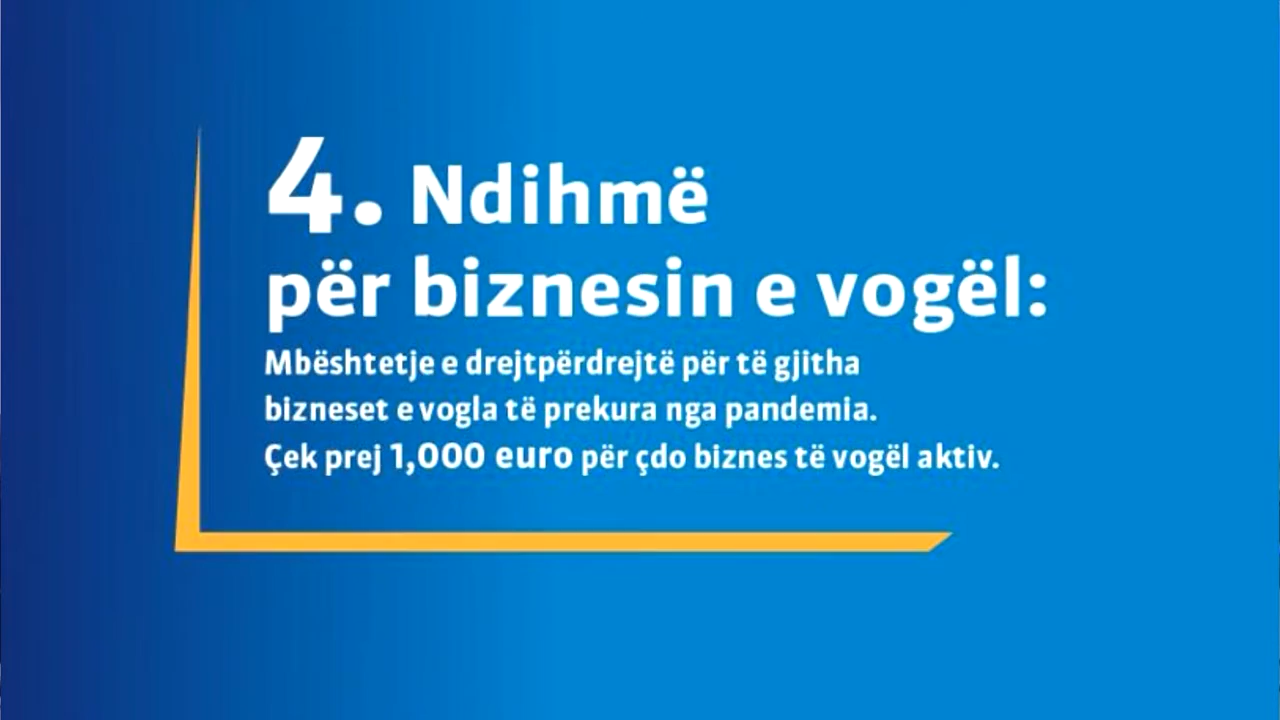 4. Ndihmë
për biznesin e vogël:
Mbështetje e drejtpërdrejtë për të gjitha
bizneset e vogla të prekura nga pandemia.
Çek prej 1,000 euro për çdo biznes të vogël aktiv.